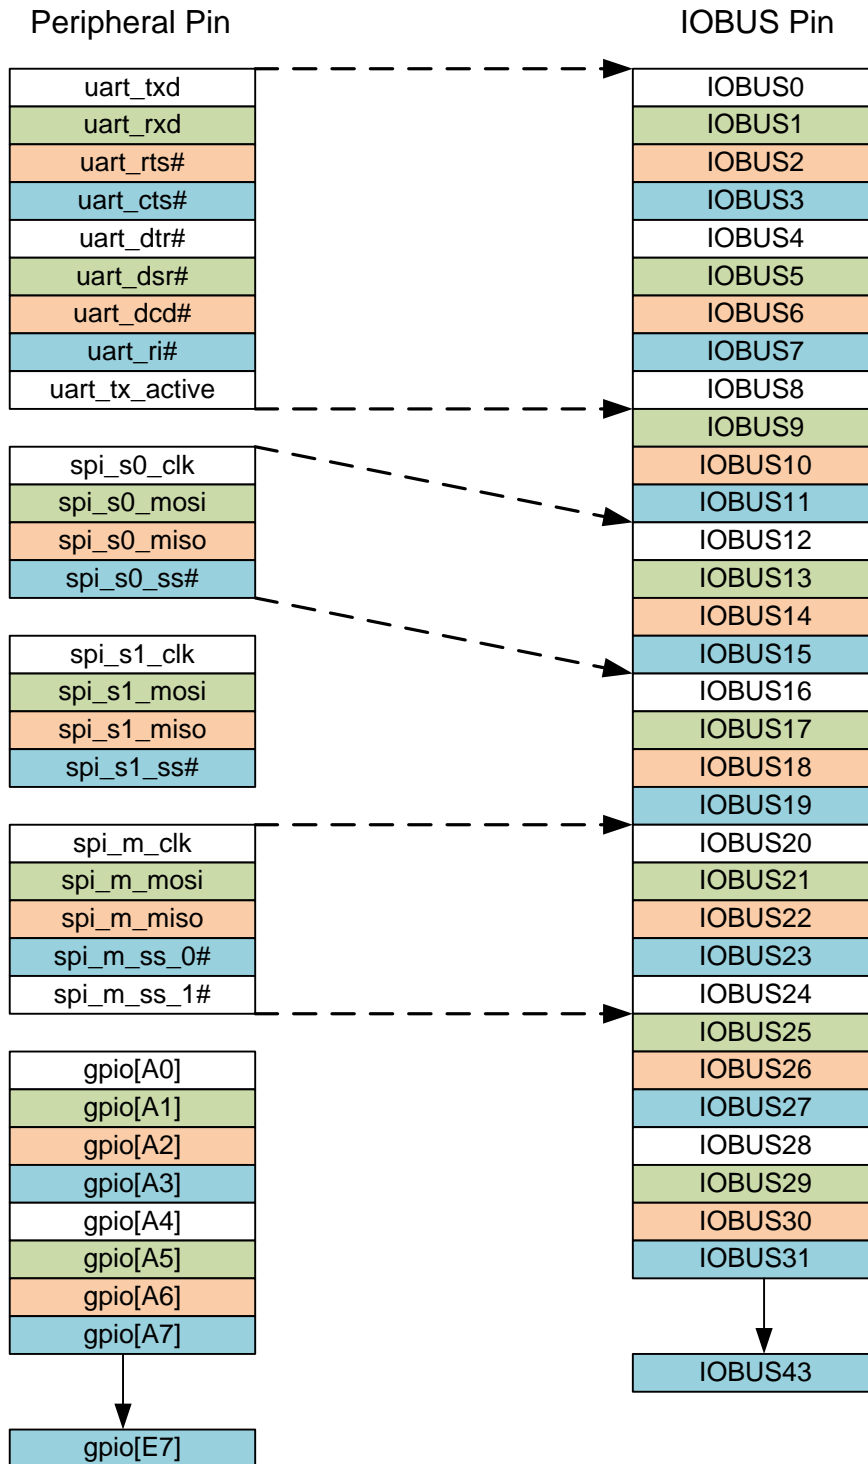 Peripheral Pin
uart_txd
uart_rxd
uart_rts#
uart_cts#
uart_dtr#
uart_dsr#
uart_dcd#
uart_ri#
uart_tx_active
spi_s0_clk
spi_s0_mosi
spi_s0_miso
spi_s0_ss#
spi_s1_clk
spi_s1_mosi
spi_s1_miso
spi_s1_ss#
spi_m_clk
spi_m_mosi
spi_m_miso
spi_m_ss_0#
spi_m_ss_1#
gpio[A0]
gpio[A1]
gpio[A2]
gpio[A3]
gpio[A4]
gpio[A5]
gpio[A6]
gpio[A7]
gpio[E7]
IOBUS Pin
IOBUS0
IOBUS1
IOBUS2
IOBUS3
IOBUS4
IOBUS5
IOBUS6
IOBUS7
IOBUS8
IOBUS9
IOBUS10
IOBUS11
IOBUS12
IOBUS13
IOBUS14
IOBUS15
IOBUS16
IOBUS17
IOBUS18
IOBUS19
IOBUS20
IOBUS21
IOBUS22
IOBUS23
IOBUS24
IOBUS25
IOBUS26
IOBUS27
IOBUS28
IOBUS29
IOBUS30
IOBUS31
IOBUS43